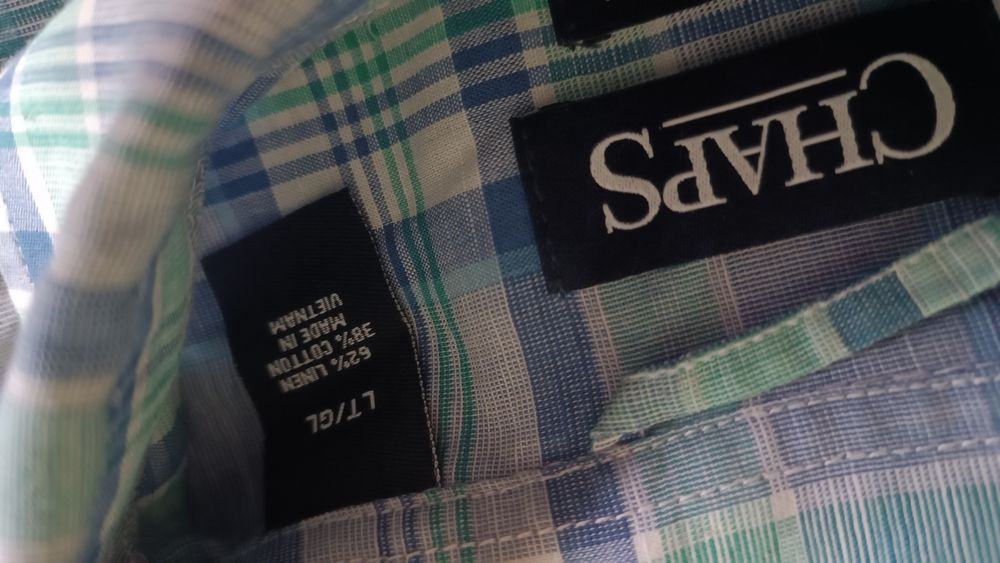 CHAPS
LT/GL
62% LINEN
38% COTTON
MADE IN
VIETNAM